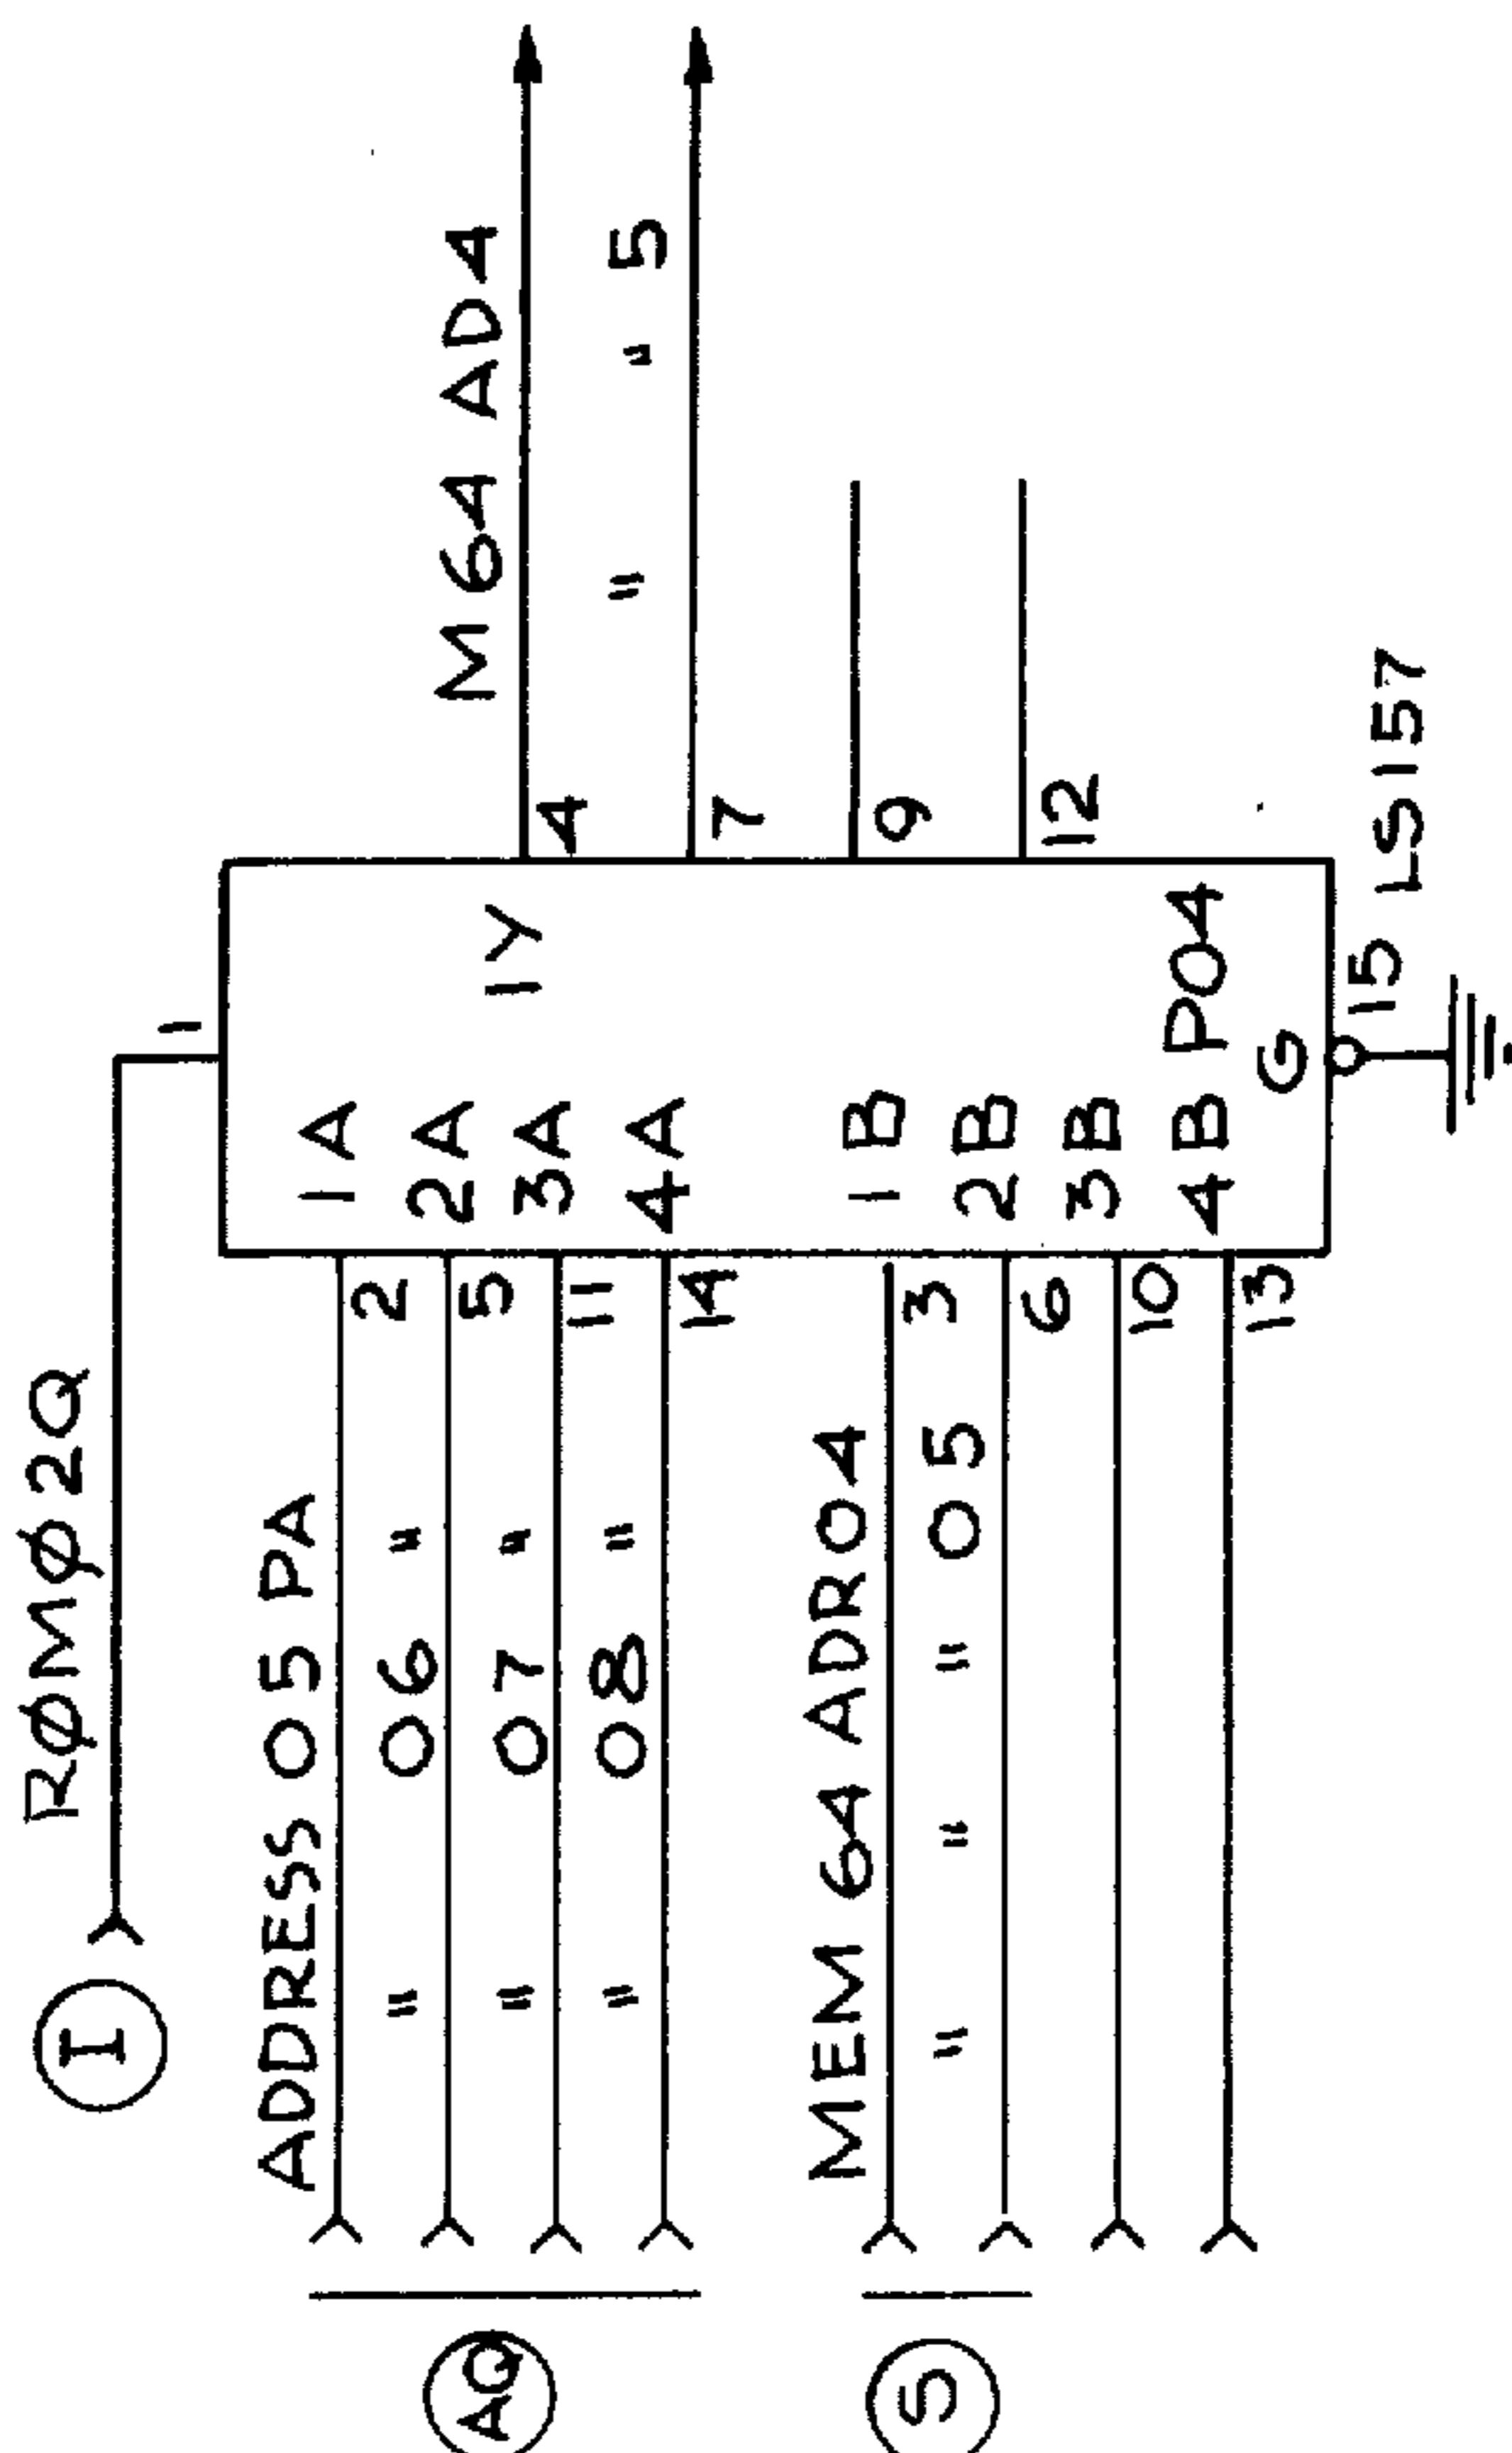 I
RØMØ2Q
1
AQ
ADDRESS 05 PA
" 06 "
" 07 "
" 08 "
2
5
11
14
1A
2A
3A
4A
1Y
M64 AD4
" " 5
4
7
9
12
S
MEM 64 ADR04
" " " 05
3
6
10
13
1B
2B
3B
4B
P04
G
15
LS157